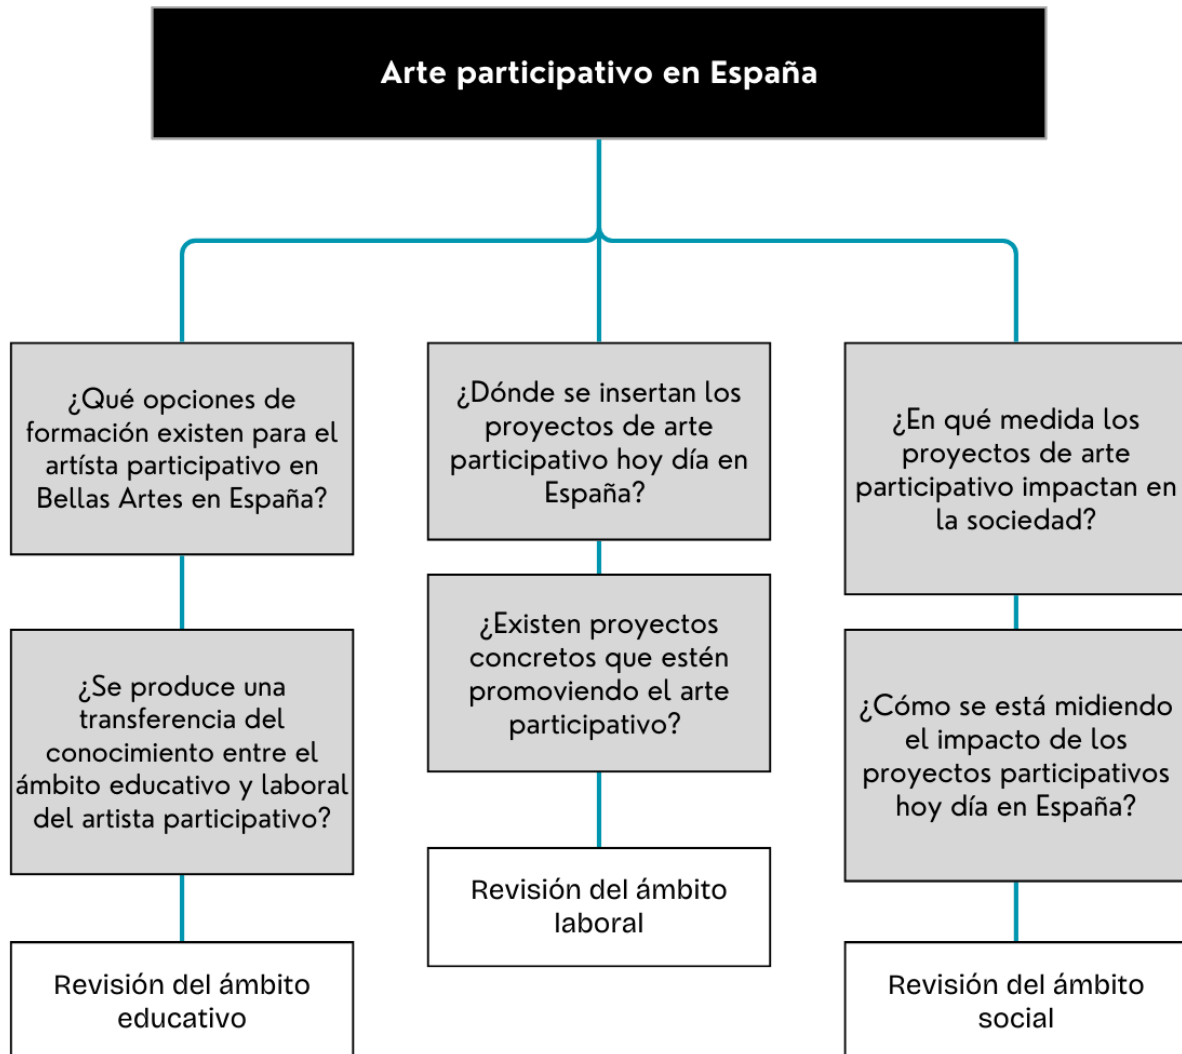 Arte participativo en España
¿Qué opciones de
formación existen para el
artísta participativo en
Bellas Artes en España?
¿Se produce una
transferencia del
conocimiento entre el
ámbito educativo y laboral
del artista participativo?
Revisión del ámbito
educativo
¿Dónde se insertan los
proyectos de arte
participativo hoy día en
España?
¿Existen proyectos
concretos que estén
promoviendo el arte
participativo?
Revisión del ámbito
laboral
¿En qué medida los
proyectos de arte
participativo impactan en
la sociedad?
¿Cómo se está midiendo
el impacto de los
proyectos participativos
hoy día en España?
Revisión del ámbito
social